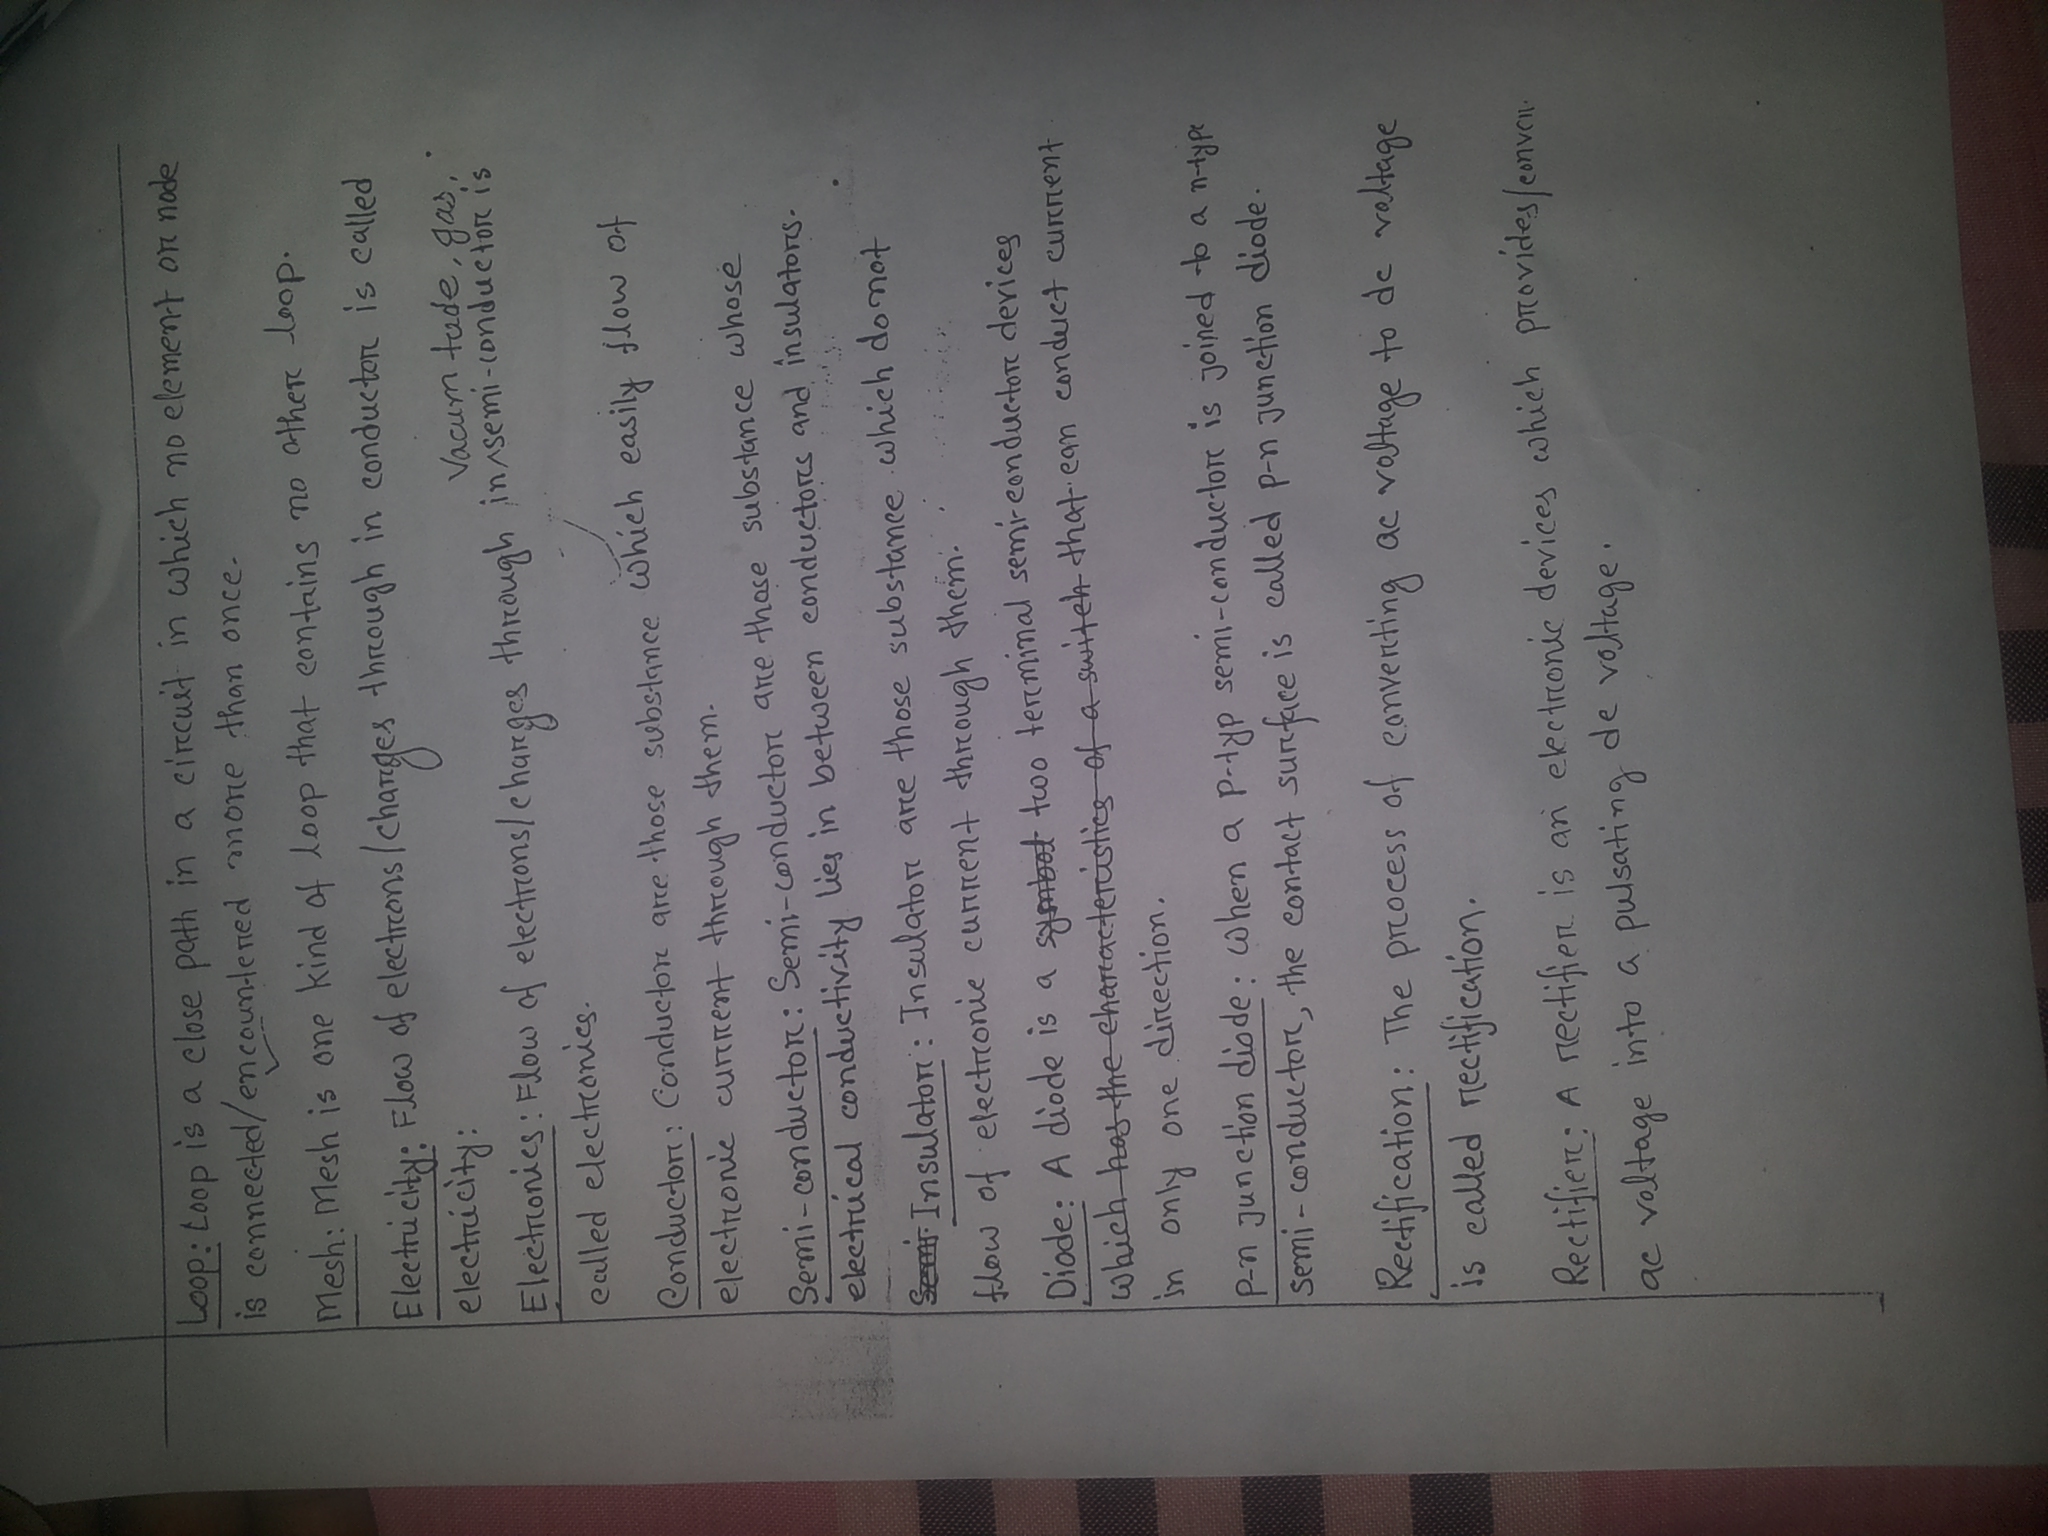 Loop: Loop is a close path in a circuit in which no element or node
is connected/encountered more than once.
Mesh: Mesh is one kind of loop that contains no other loop.
Electricity: Flow of electrons/charges through in conductor is called
electricity:
Vacum tude, gas,
Electronics: Flow of electrons/charges through in semi-conductor is
called electronics.
Conductor: Conductor are those substance which easily flow of
electronic current through them.
Semi-conductor: Semi-conductor are those substance whose
electrical conductivity lies in between conductors and insulators.
Semi- Insulator: Insulator are those substance which do not
flow of electronic current through them.
Diode: A diode is a symbol two terminal semi-conductor devices
which has the characteristics of a switch that can conduct current
in only one direction.
P-n junction diode: When a p-typ semi-conductor is joined to a n-type
semi-conductor, the contact surface is called p-n junction diode.
Rectification: The process of converting ac voltage to dc voltage
is called rectification.
Rectifier: A rectifier is an electronic devices which provides/conver
ac voltage into a pulsating dc voltage.